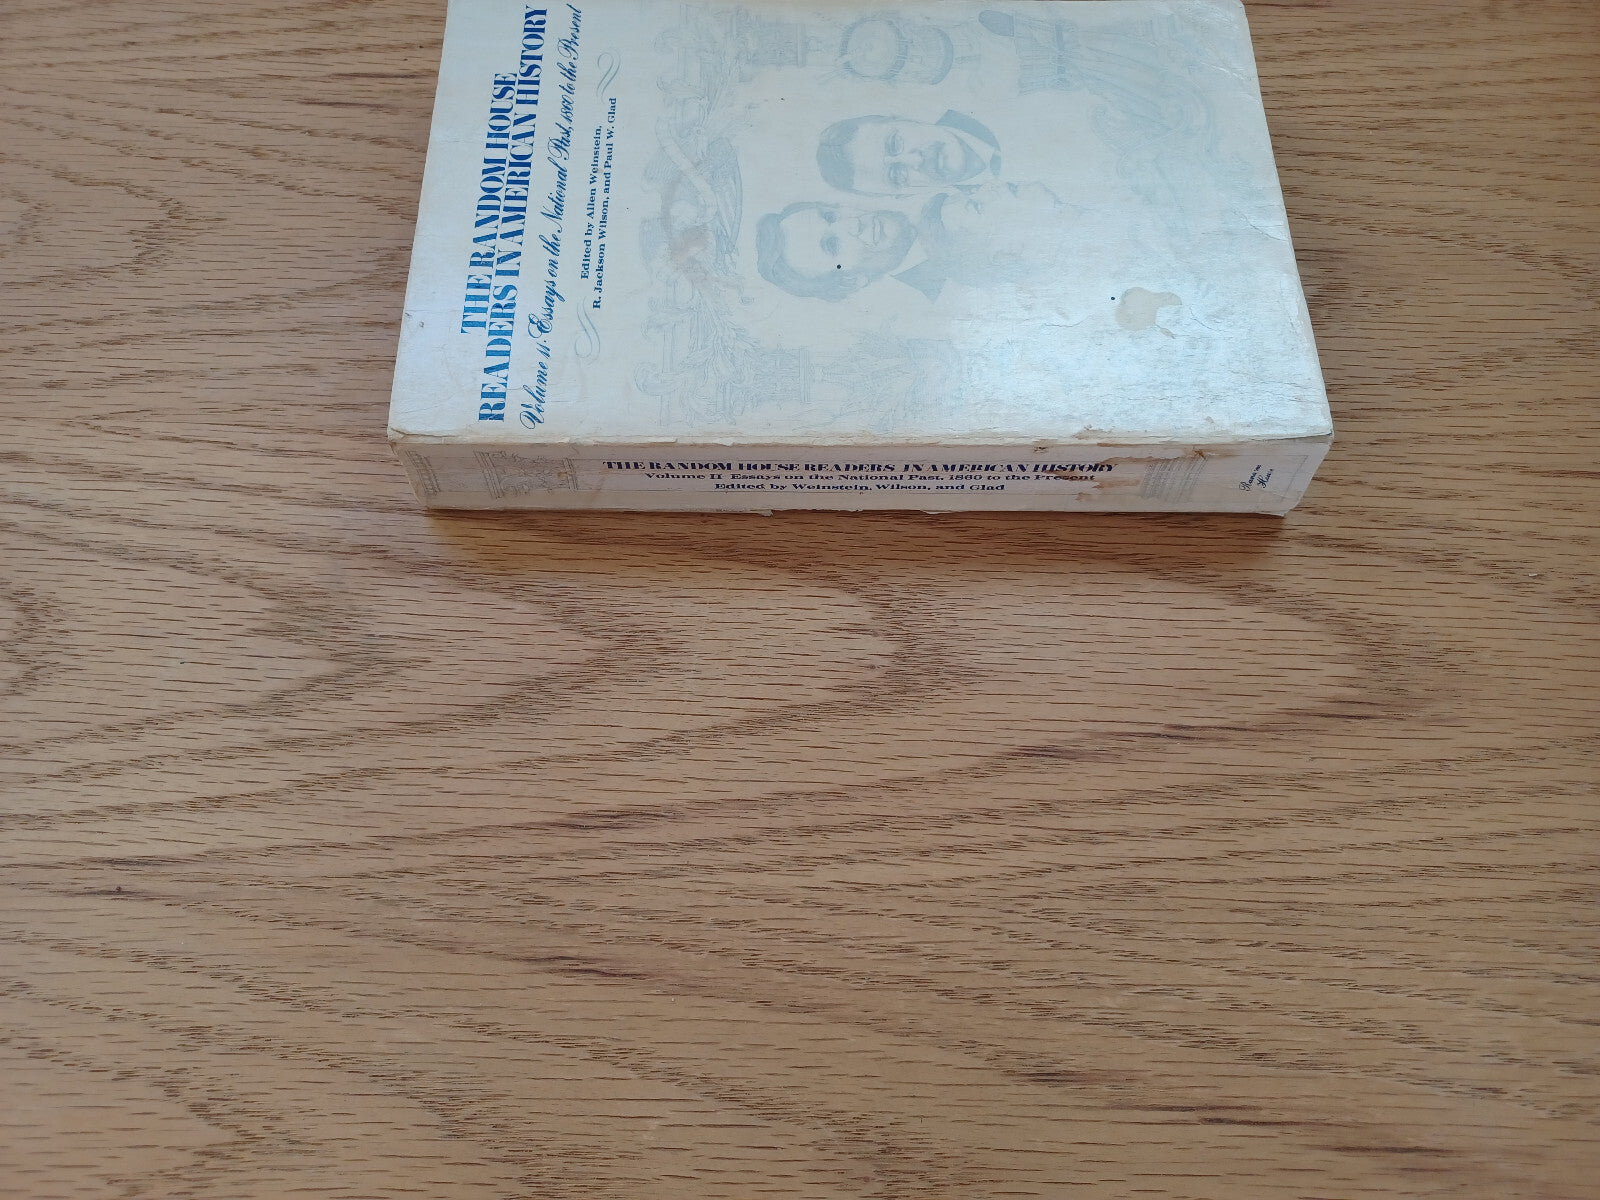 THE RANDOM HOUSE
READERS IN AMERICAN HISTORY
Volume II: Essays on the National Past, 1860 to the Present
Edited by Allen Weinstein,
R. Jackson Wilson, and Paul W. Glad
THE RANDOM HOUSE READERS IN AMERICAN HISTORY
Volume II Essays on the National Past, 1860 to the Present
Edited by Weinstein, Wilson, and Glad
Random
House